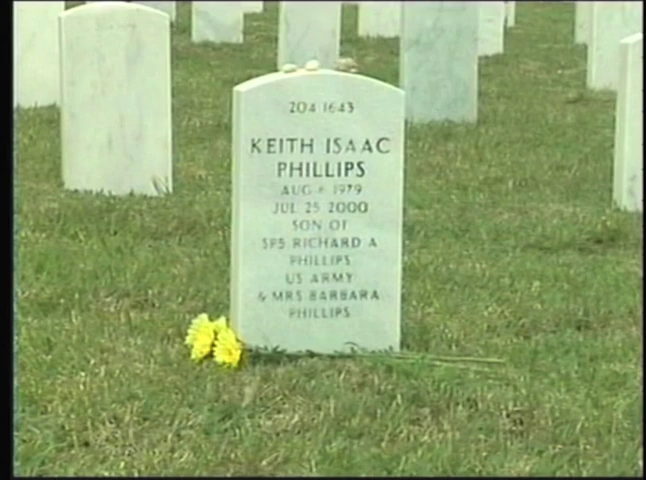 204 1643
KEITH ISAAC
PHILLIPS
AUG 6 1979
JUL 25 2000
SON OF
SP5 RICHARD A
PHILLIPS
US ARMY
& MRS BARBARA
PHILLIPS